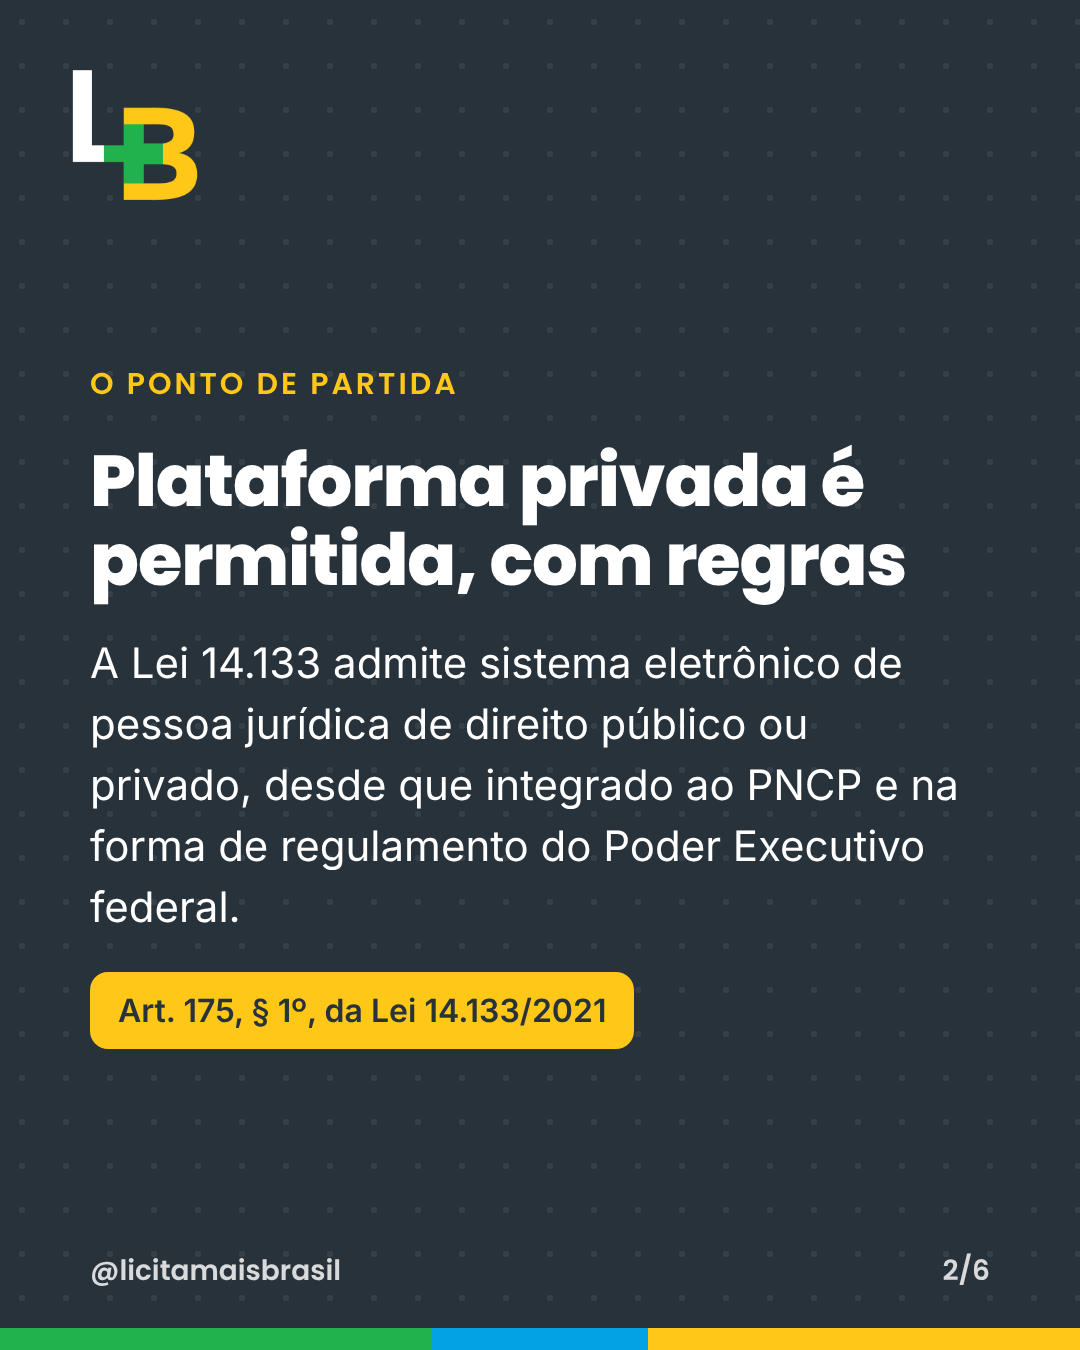 L+B
O PONTO DE PARTIDA
Plataforma privada é
permitida, com regras
A Lei 14.133 admite sistema eletrônico de
pessoa jurídica de direito público ou
privado, desde que integrado ao PNCP e na
forma de regulamento do Poder Executivo
federal.
Art. 175, § 1º, da Lei 14.133/2021
@licitamaisbrasil
2/6